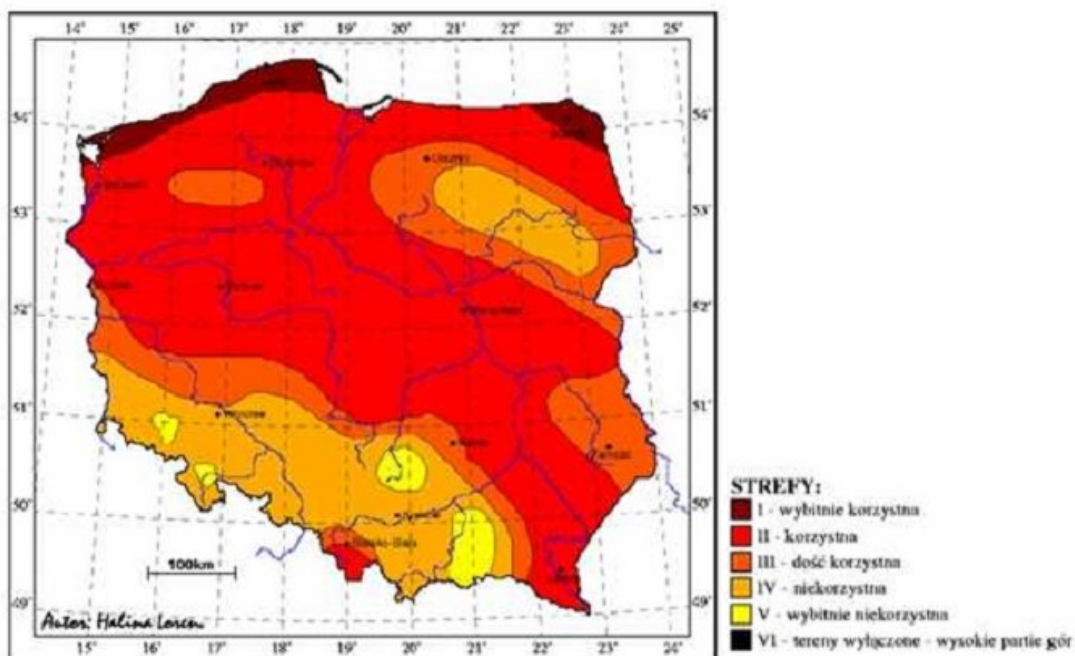 14° 15° 16° 17° 18° 19° 20° 21° 22° 23° 24° 25°
54° 54°
Olsztyn
53° 53°
52° 52°
51° 51°
Wrocław
50° 50°
Bielsko-Biała
100km
49° 49°
Autor: Halina Lorenc
15° 16° 17° 18° 19° 20° 21° 22° 23° 24°
STREFY:
I - wybitnie korzystna
II - korzystna
III - dość korzystna
IV - niekorzystna
V - wybitnie niekorzystna
VI - tereny wyłączone - wysokie partie gór